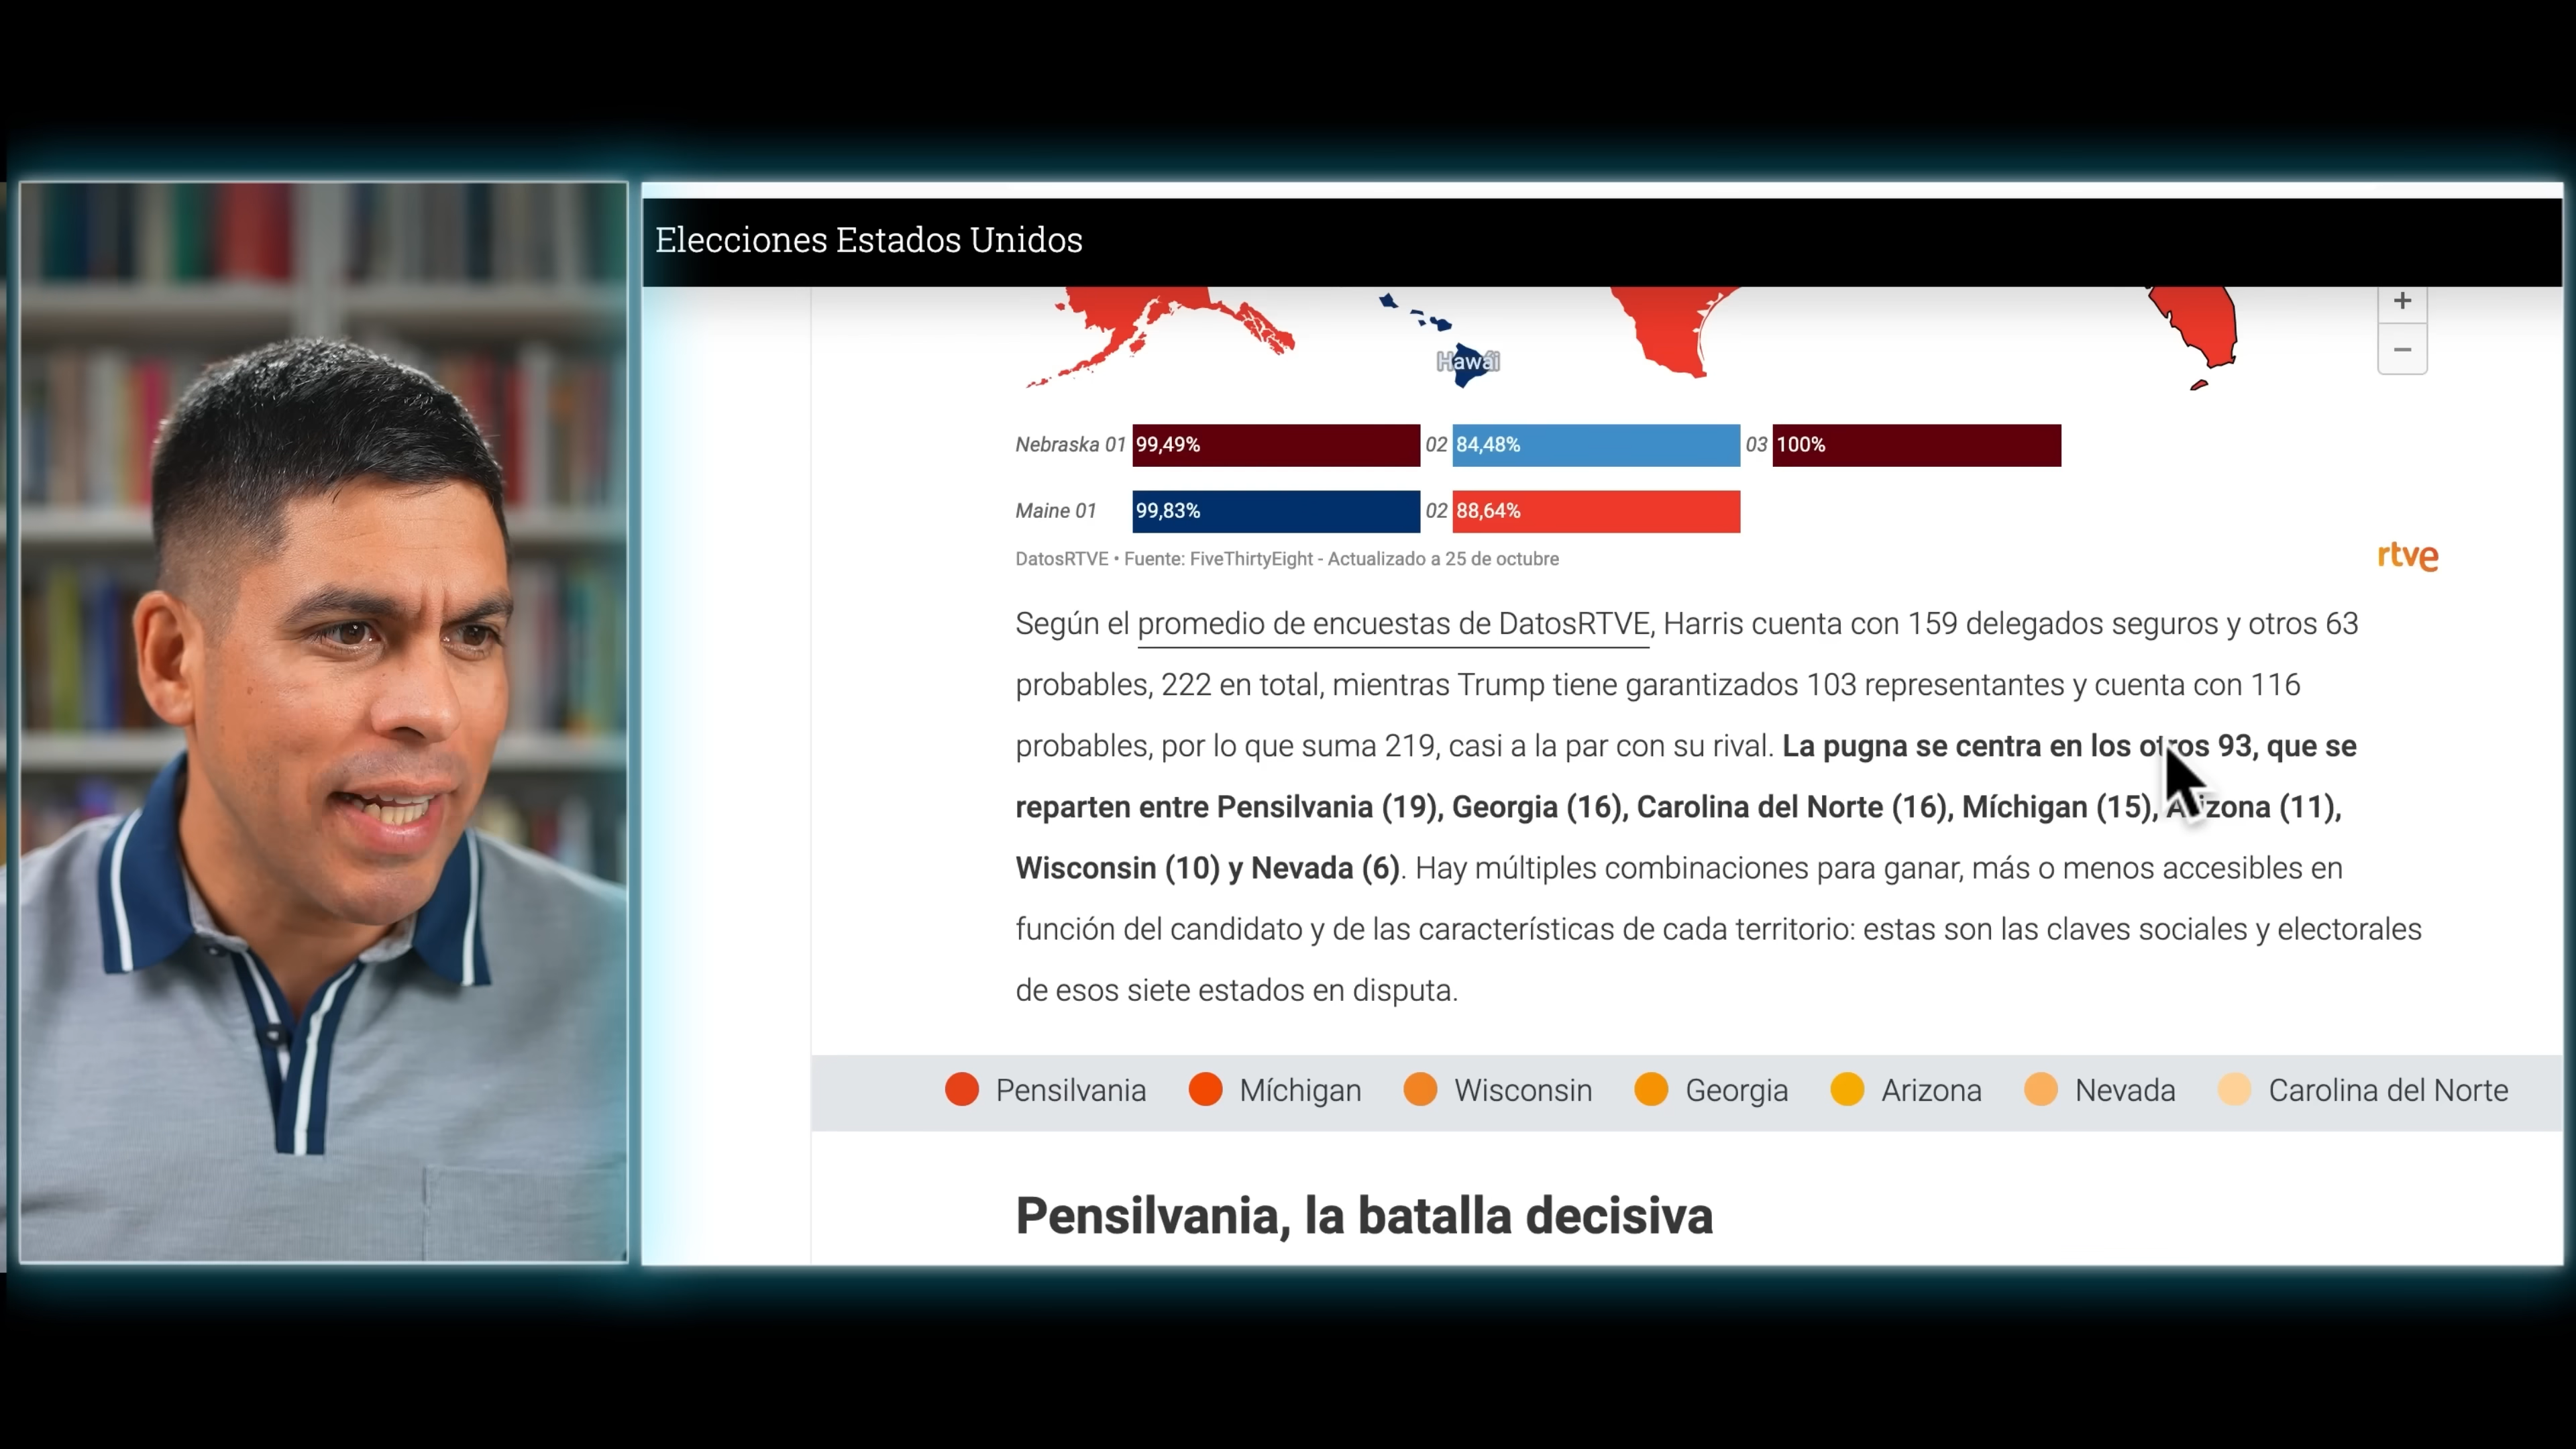 Elecciones Estados Unidos
+
Hawái
−
Nebraska 01 99,49% 02 84,48% 03 100%
Maine 01 99,83% 02 88,64%
DatosRTVE • Fuente: FiveThirtyEight - Actualizado a 25 de octubre
rtve
Según el promedio de encuestas de DatosRTVE, Harris cuenta con 159 delegados seguros y otros 63
probables, 222 en total, mientras Trump tiene garantizados 103 representantes y cuenta con 116
probables, por lo que suma 219, casi a la par con su rival. La pugna se centra en los otros 93, que se
reparten entre Pensilvania (19), Georgia (16), Carolina del Norte (16), Míchigan (15), Arizona (11),
Wisconsin (10) y Nevada (6). Hay múltiples combinaciones para ganar, más o menos accesibles en
función del candidato y de las características de cada territorio: estas son las claves sociales y electorales
de esos siete estados en disputa.
Pensilvania Míchigan Wisconsin Georgia Arizona Nevada Carolina del Norte
Pensilvania, la batalla decisiva